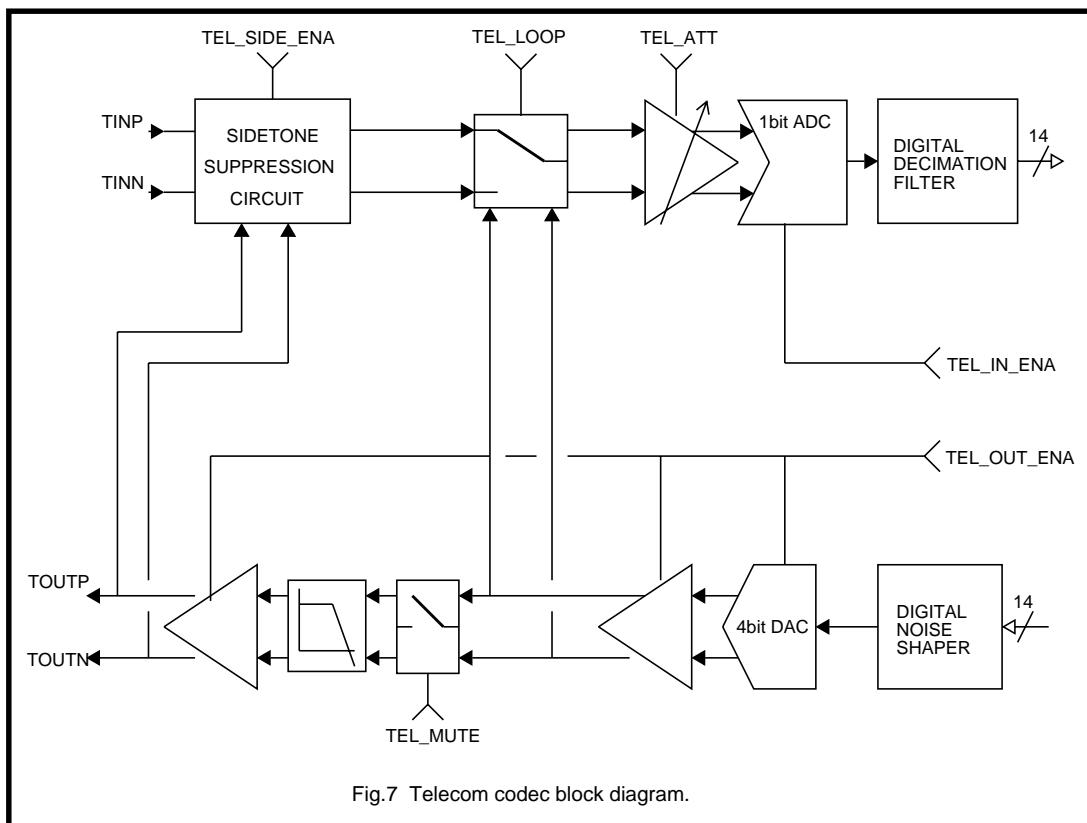 TEL_SIDE_ENA
TEL_LOOP
TEL_ATT
TINP
TINN
SIDETONE
SUPPRESSION
CIRCUIT
1bit ADC
DIGITAL
DECIMATION
FILTER
14
TEL_IN_ENA
TEL_OUT_ENA
TOUTP
TOUTN
4bit DAC
DIGITAL
NOISE
SHAPER
14
TEL_MUTE
Fig.7 Telecom codec block diagram.